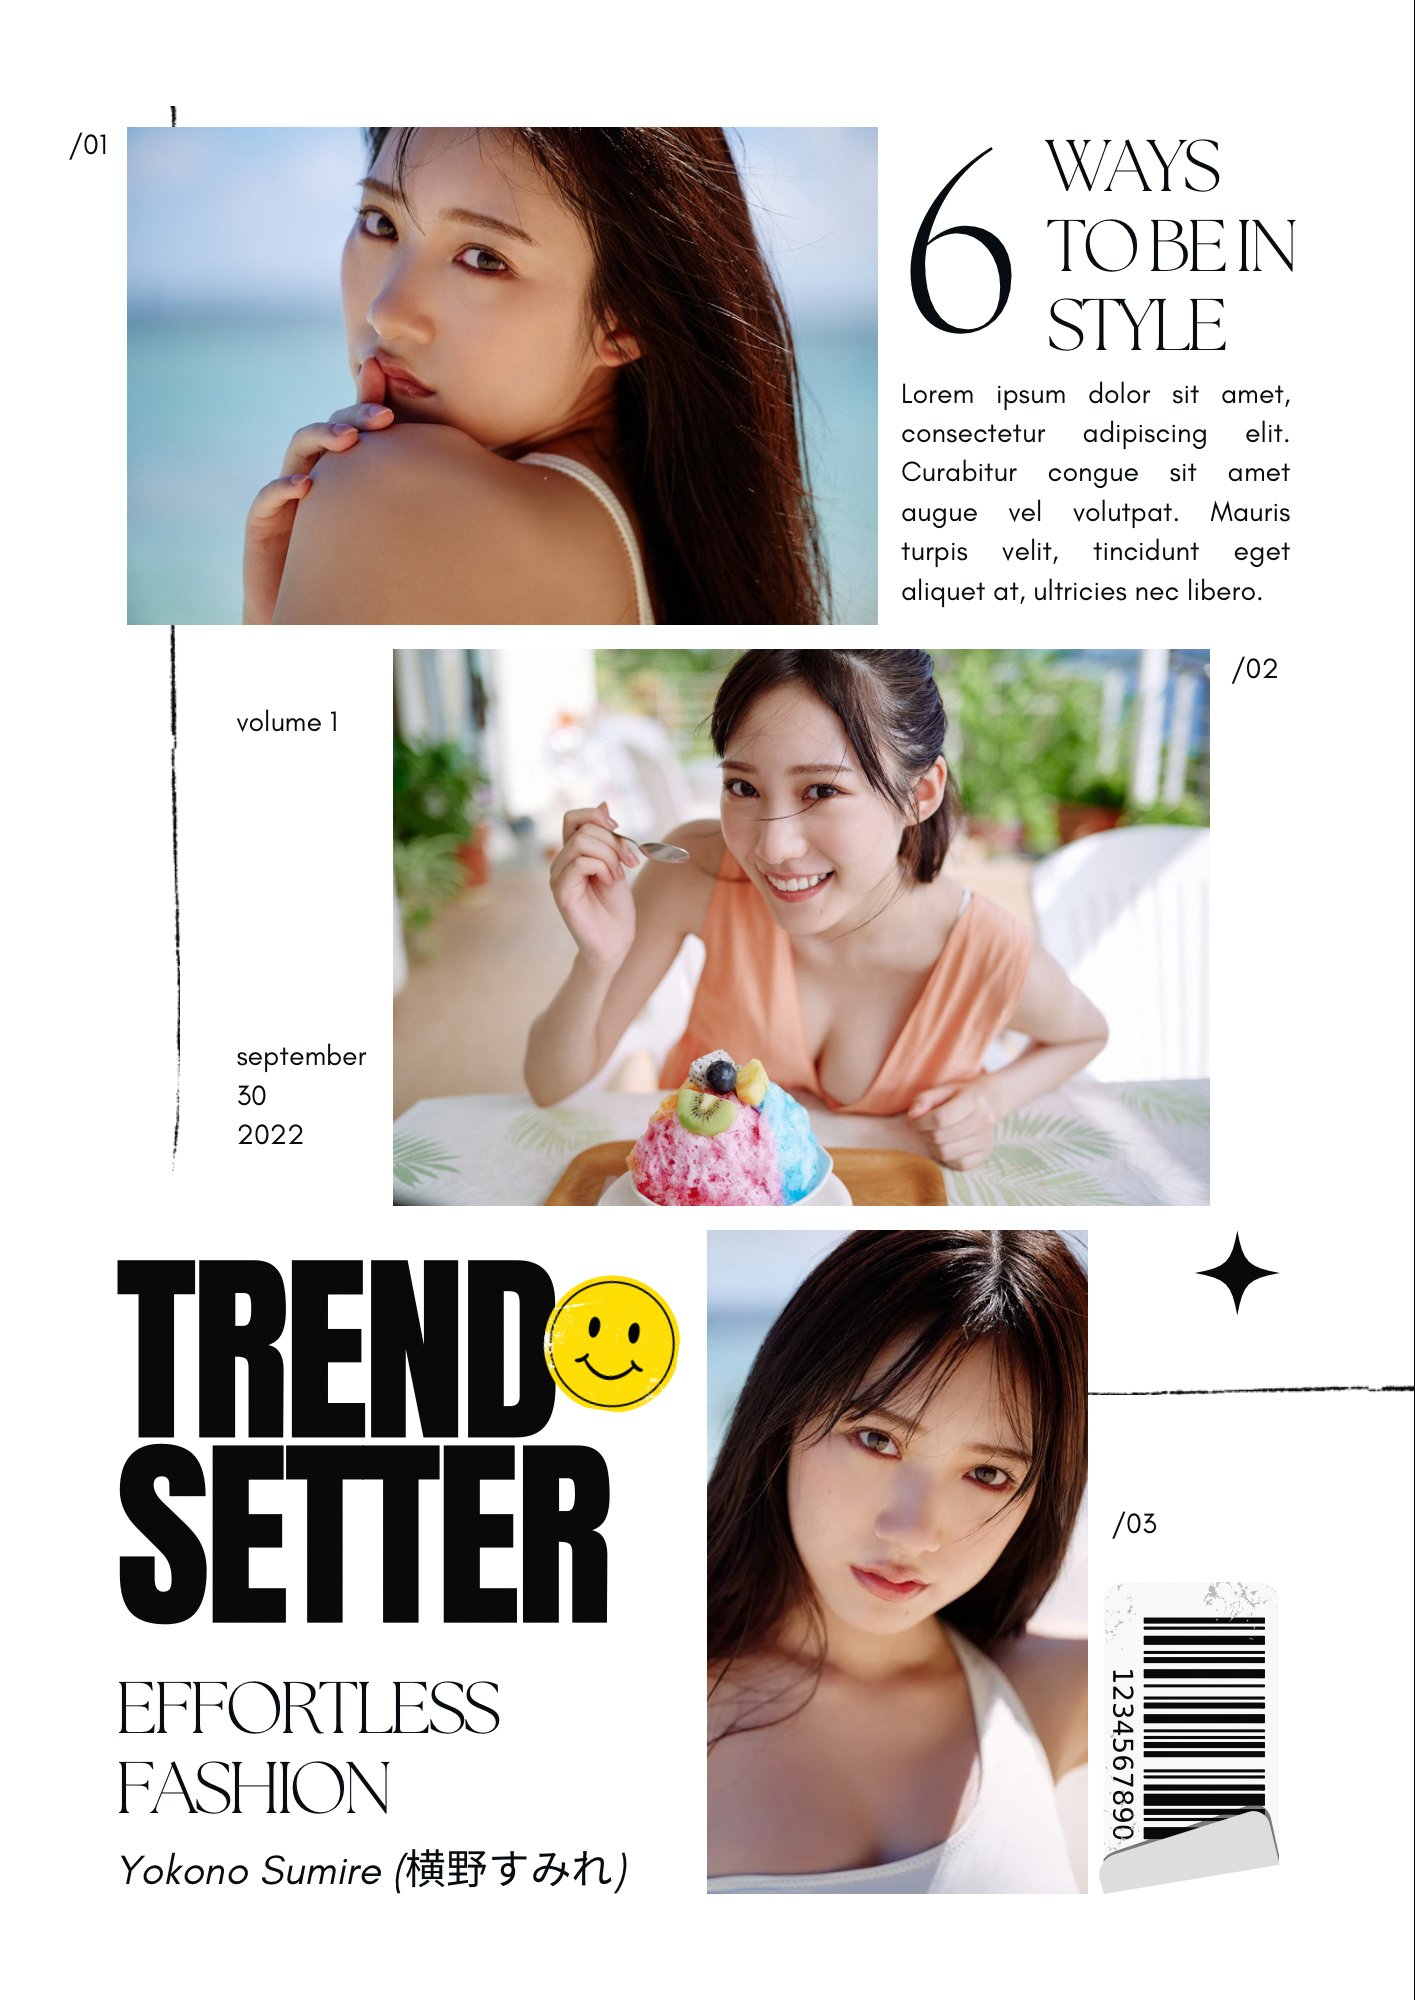 /01
6
WAYS
TO BE IN
STYLE
Lorem ipsum dolor sit amet,
consectetur adipiscing elit.
Curabitur congue sit amet
augue vel volutpat. Mauris
turpis velit, tincidunt eget
aliquet at, ultricies nec libero.
/02
volume 1
september
30
2022
TREND
SETTER
/03
1234567890
EFFORTLESS
FASHION
Yokono Sumire (横野すみれ)